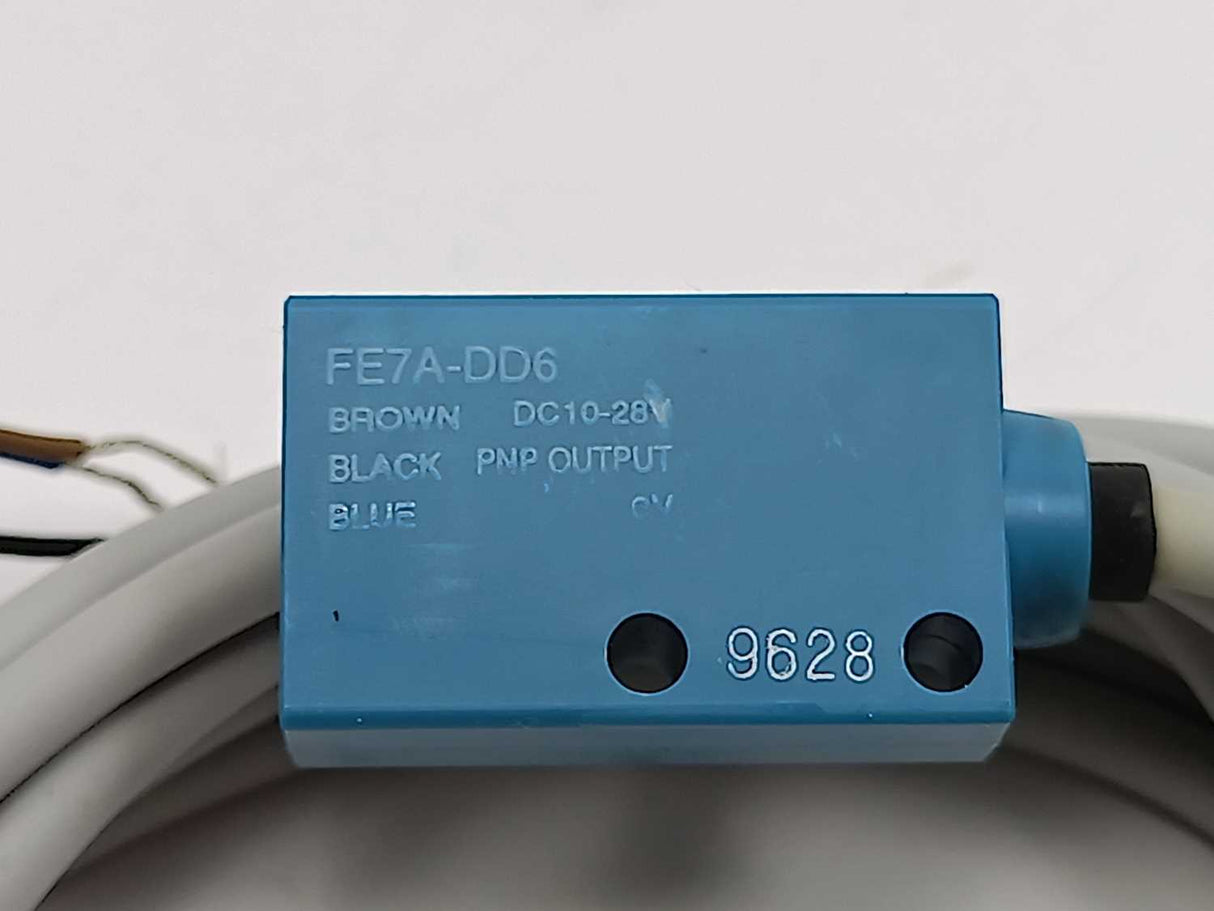 FE7A-DD6
BROWN DC10-28V
BLACK PNP OUTPUT
BLUE 0V
9628